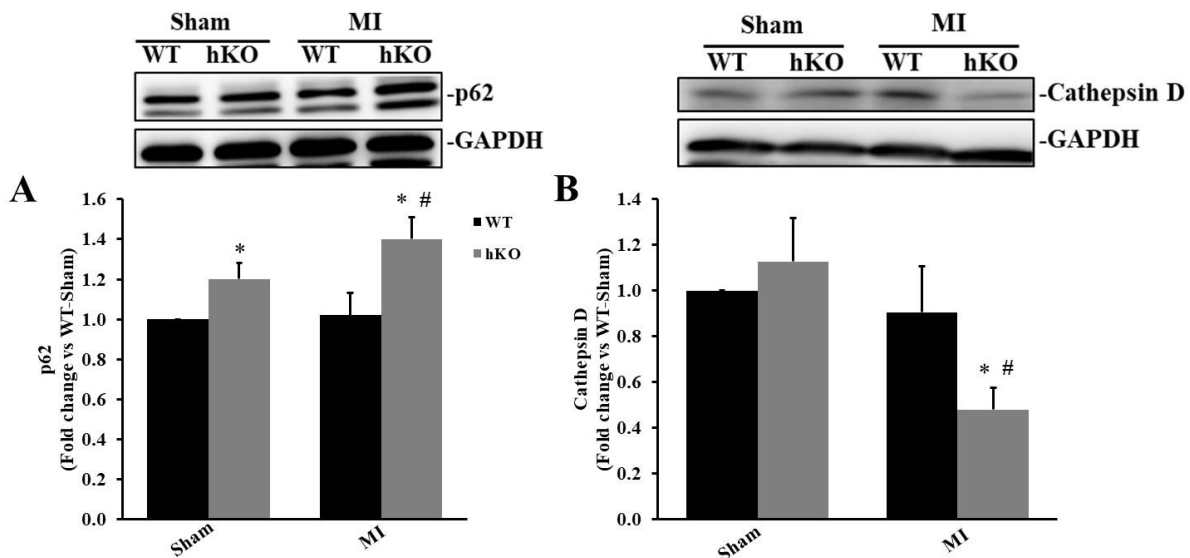 Sham MI
WT hKO WT hKO
-p62
-GAPDH
Sham MI
WT hKO WT hKO
-Cathepsin D
-GAPDH
A
p62
(Fold change vs WT-Sham)
1.6
1.4
1.2
1.0
0.8
0.6
0.4
0.2
0.0
*
* #
WT
hKO
Sham MI
B
Cathepsin D
(Fold change vs WT-Sham)
1.4
1.2
1.0
0.8
0.6
0.4
0.2
0.0
* #
Sham MI